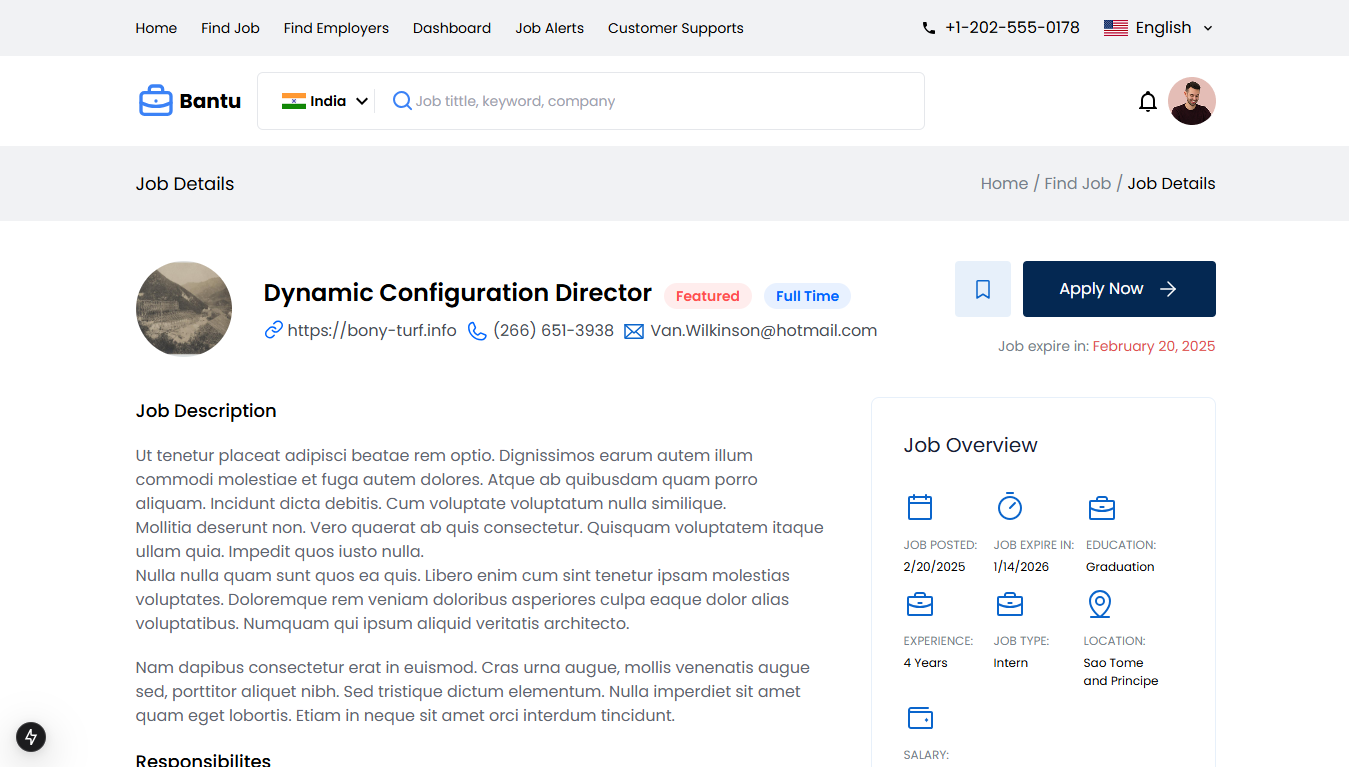 Home Find Job Find Employers Dashboard Job Alerts Customer Supports +1-202-555-0178 English
Bantu India Job tittle, keyword, company
Job Details Home / Find Job / Job Details
Dynamic Configuration Director Featured Full Time
https://bony-turf.info (266) 651-3938 Van.Wilkinson@hotmail.com
Apply Now
Job expire in: February 20, 2025
Job Description
Ut tenetur placeat adipisci beatae rem optio. Dignissimos earum autem illum
commodi molestiae et fuga autem dolores. Atque ab quibusdam quam porro
aliquam. Incidunt dicta debitis. Cum voluptate voluptatum nulla similique.
Mollitia deserunt non. Vero quaerat ab quis consectetur. Quisquam voluptatem itaque
ullam quia. Impedit quos iusto nulla.
Nulla nulla quam sunt quos ea quis. Libero enim cum sint tenetur ipsam molestias
voluptates. Doloremque rem veniam doloribus asperiores culpa eaque dolor alias
voluptatibus. Numquam qui ipsum aliquid veritatis architecto.
Nam dapibus consectetur erat in euismod. Cras urna augue, mollis venenatis augue
sed, porttitor aliquet nibh. Sed tristique dictum elementum. Nulla imperdiet sit amet
quam eget lobortis. Etiam in neque sit amet orci interdum tincidunt.
Responsibilites
Job Overview
JOB POSTED: JOB EXPIRE IN: EDUCATION:
2/20/2025 1/14/2026 Graduation
EXPERIENCE: JOB TYPE: LOCATION:
4 Years Intern Sao Tome
and Principe
SALARY: